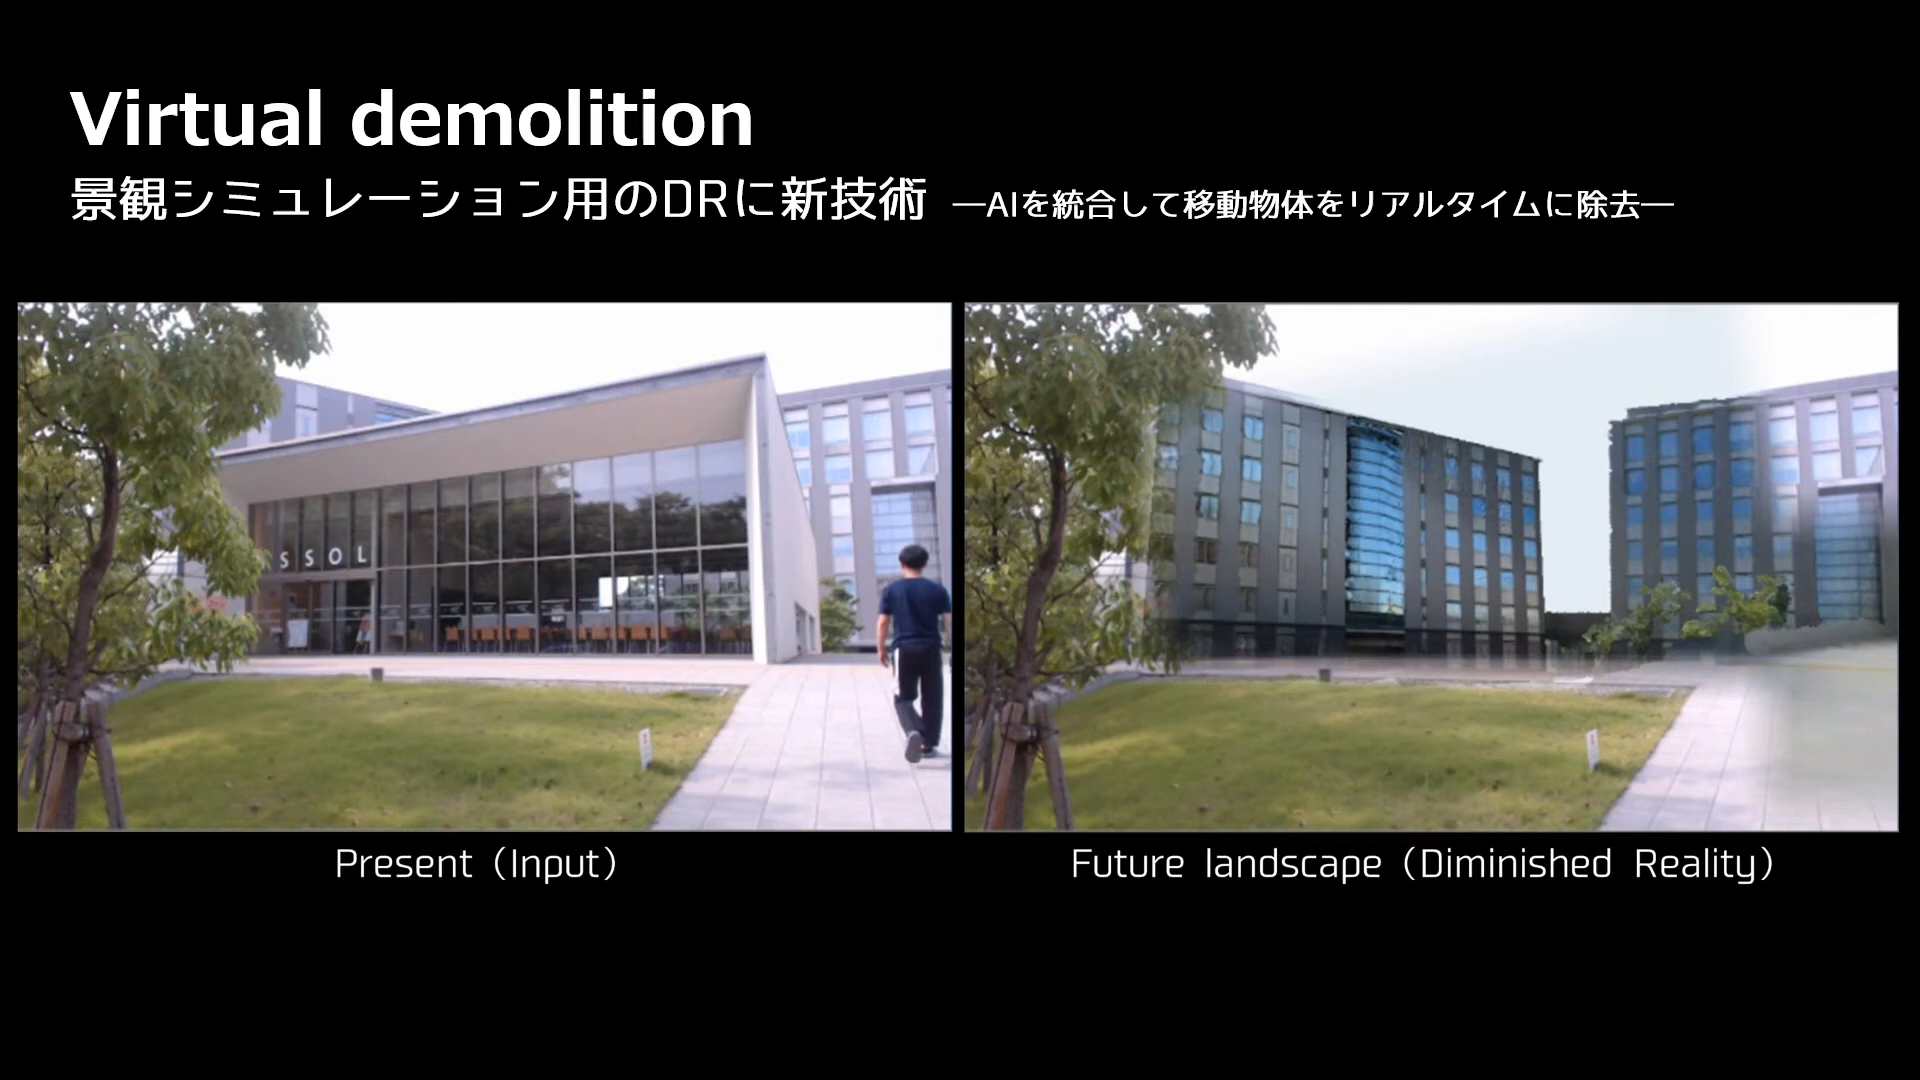 Virtual demolition
景観シミュレーション用のDRに新技術 ―AIを統合して移動物体をリアルタイムに除去―
SSOL
Present（Input）
Future landscape（Diminished Reality）